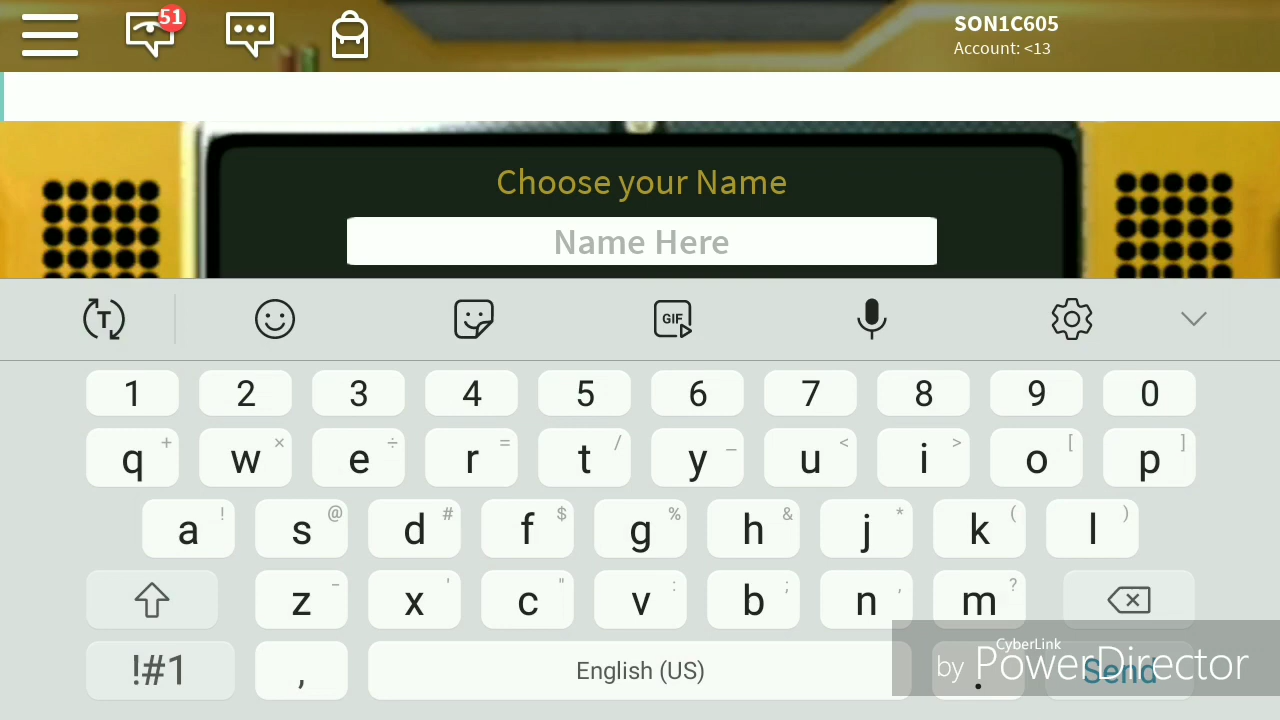 51
SON1C605
Account: <13
Choose your Name
Name Here
T GIF
1 2 3 4 5 6 7 8 9 0
q + w × e ÷ r = t / y _ u < i > o [ p ]
a ! s @ d # f $ g % h & j * k ( l )
z - x ' c " v : b ; n , m ?
!#1 , English (US) . Send
CyberLink
by PowerDirector